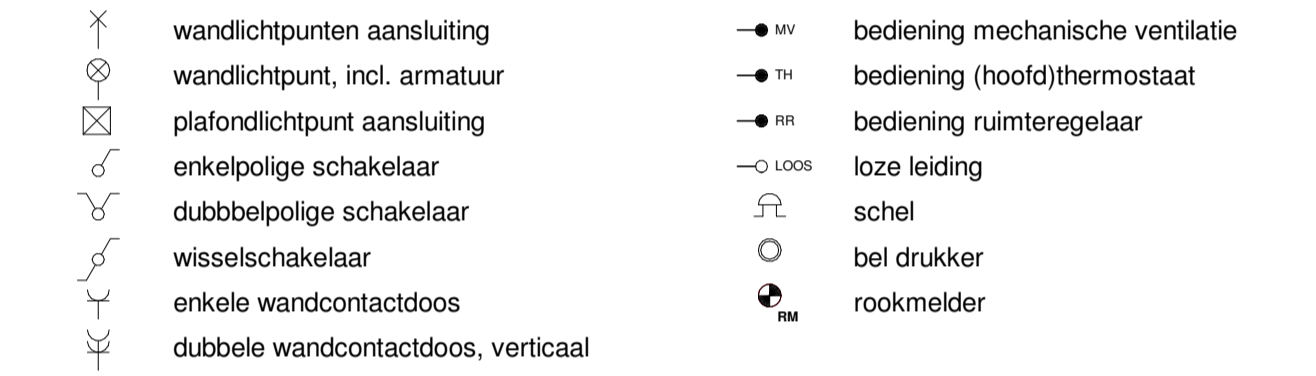 wandlichtpunten aansluiting
wandlichtpunt, incl. armatuur
plafondlichtpunt aansluiting
enkelpolige schakelaar
dubbbelpolige schakelaar
wisselschakelaar
enkele wandcontactdoos
dubbele wandcontactdoos, verticaal
MV bediening mechanische ventilatie
TH bediening (hoofd)thermostaat
RR bediening ruimteregelaar
LOOS loze leiding
schel
bel drukker
rookmelder
RM